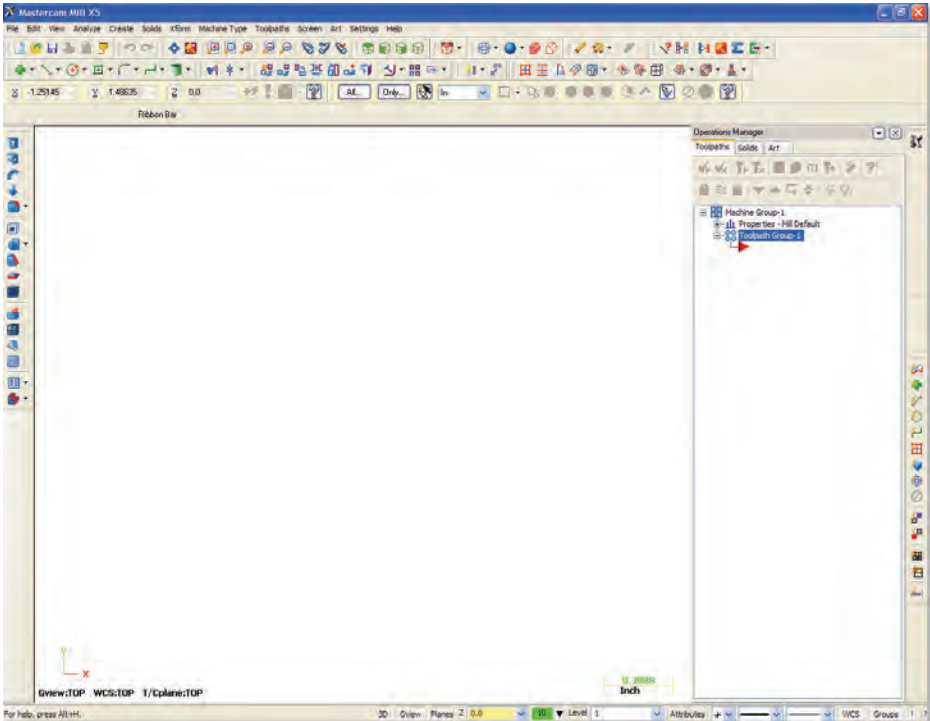 Mastercam Mill X5
File Edit View Analyze Create Solids Xform Machine Type Toolpaths Screen Art Settings Help
X -1.25145 Y 1.48635 Z 0.0 All... Only... In
Ribbon Bar
Operations Manager
Toolpaths Solids Art
Machine Group-1
Properties - Mill Default
Toolpath Group-1
Y
X
Gview:TOP WCS:TOP T/Cplane:TOP
Inch
For help, press Alt+H. 3D Gview Planes Z 0.0 10 Level 1 Attributes WCS Groups ?